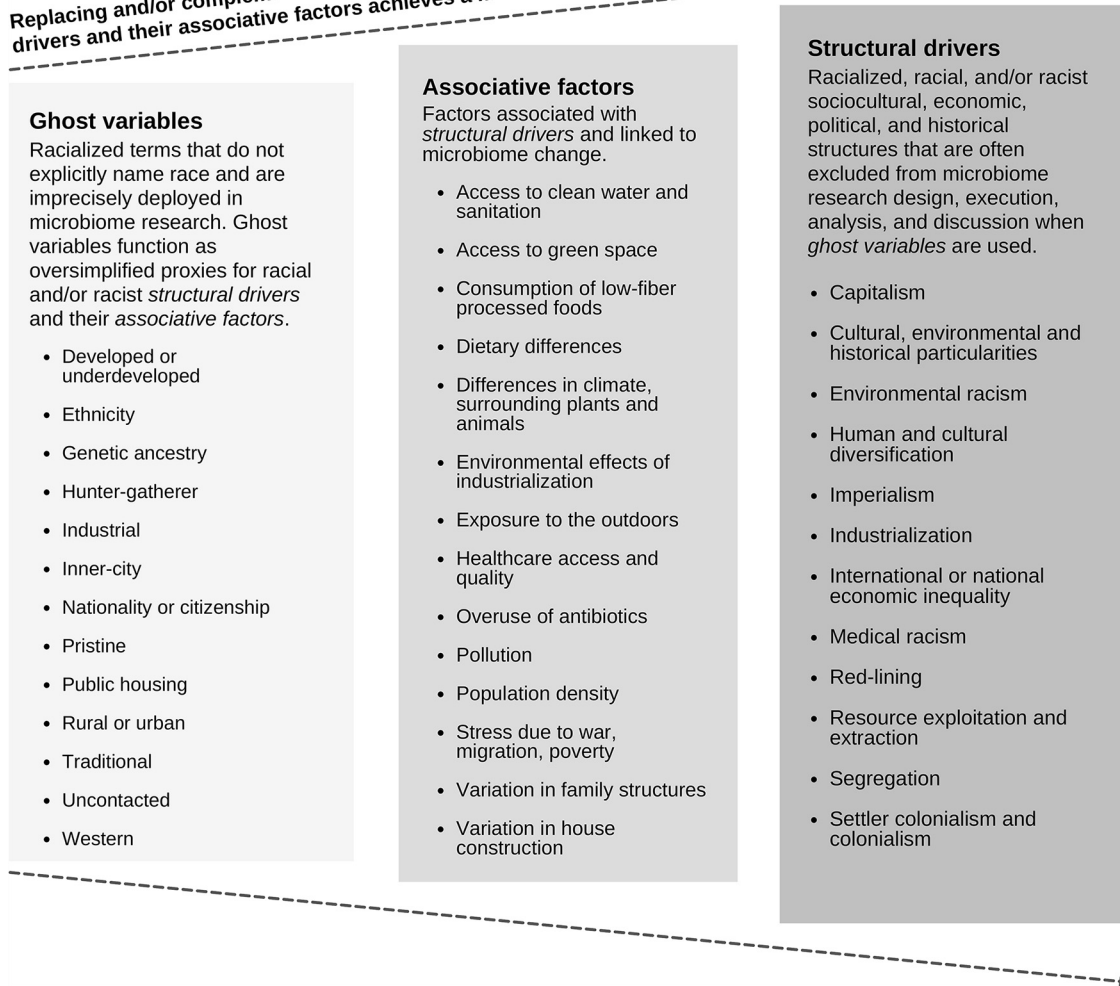 Replacing and/or
drivers and their associative factors achieves a
Ghost variables
Racialized terms that do not
explicitly name race and are
imprecisely deployed in
microbiome research. Ghost
variables function as
oversimplified proxies for racial
and/or racist structural drivers
and their associative factors.
• Developed or
underdeveloped
• Ethnicity
• Genetic ancestry
• Hunter-gatherer
• Industrial
• Inner-city
• Nationality or citizenship
• Pristine
• Public housing
• Rural or urban
• Traditional
• Uncontacted
• Western
Associative factors
Factors associated with
structural drivers and linked to
microbiome change.
• Access to clean water and
sanitation
• Access to green space
• Consumption of low-fiber
processed foods
• Dietary differences
• Differences in climate,
surrounding plants and
animals
• Environmental effects of
industrialization
• Exposure to the outdoors
• Healthcare access and
quality
• Overuse of antibiotics
• Pollution
• Population density
• Stress due to war,
migration, poverty
• Variation in family structures
• Variation in house
construction
Structural drivers
Racialized, racial, and/or racist
sociocultural, economic,
political, and historical
structures that are often
excluded from microbiome
research design, execution,
analysis, and discussion when
ghost variables are used.
• Capitalism
• Cultural, environmental and
historical particularities
• Environmental racism
• Human and cultural
diversification
• Imperialism
• Industrialization
• International or national
economic inequality
• Medical racism
• Red-lining
• Resource exploitation and
extraction
• Segregation
• Settler colonialism and
colonialism